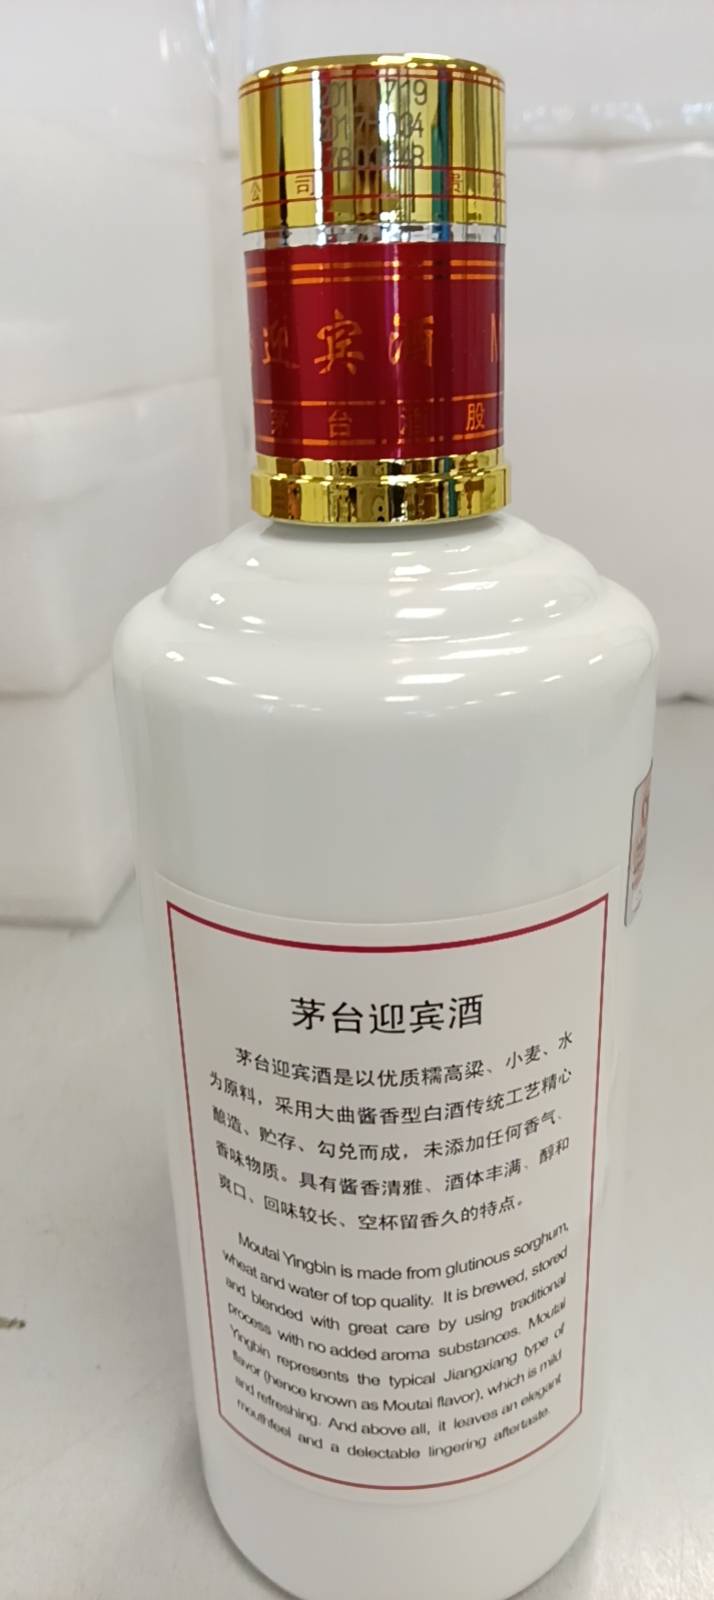 公司 贵
迎宾酒 M
茅台酒股
茅台迎宾酒
茅台迎宾酒是以优质糯高粱、小麦、水
为原料，采用大曲酱香型白酒传统工艺精心
酿造、贮存、勾兑而成，未添加任何香气、
香味物质。具有酱香清雅、酒体丰满、醇和
爽口、回味较长、空杯留香久的特点。
Moutai Yingbin is made from glutinous sorghum,
wheat and water of top quality. It is brewed, stored
and blended with great care by using traditional
process with no added aroma substances. Moutai
Yingbin represents the typical Jiangxiang type of
flavor (hence known as Moutai flavor), which is mild
and refreshing. And above all, it leaves an elegant
mouthfeel and a delectable lingering aftertaste.